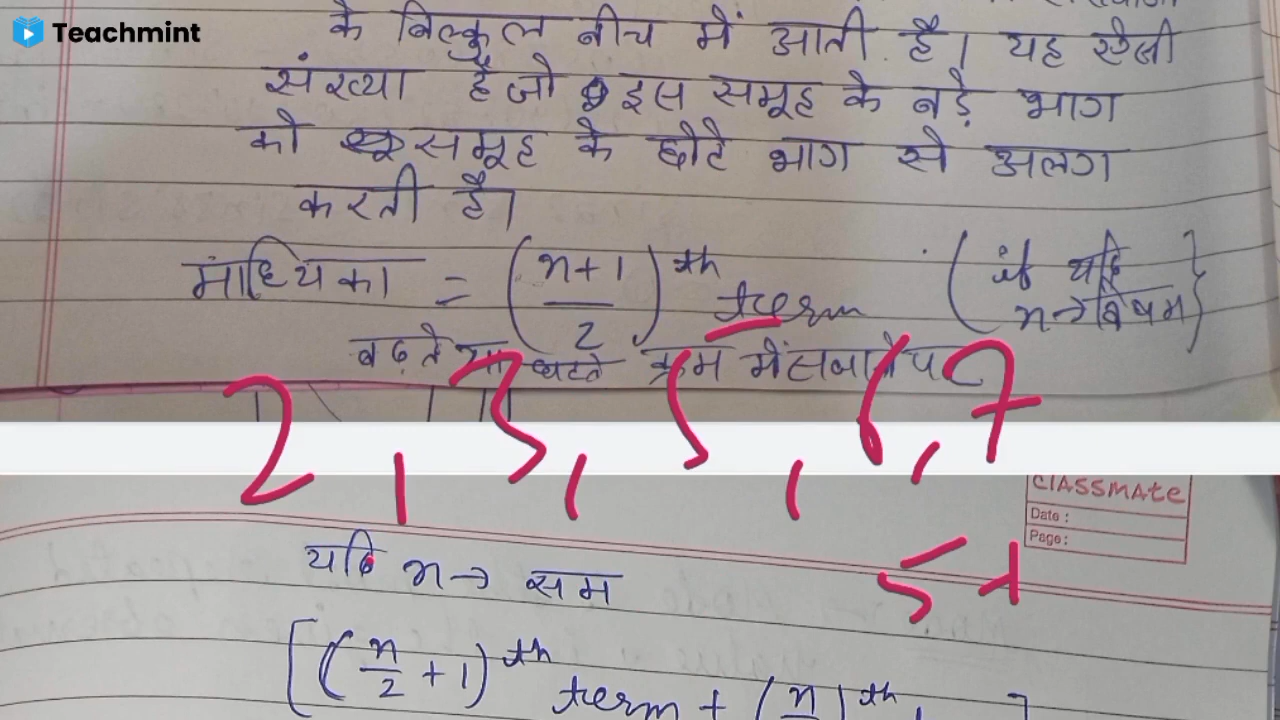 Teachmint
के बिल्कुल बीच में आती है। यह ऐसी
संख्या है जो इस समूह के बड़े भाग
को समूह के छोटे भाग से अलग
करती है।
माध्यिका = (n+1/2)th term (if यदि n→विषम}
बढ़ते या घटते क्रम में सजाने पर
2, 3, 5, 6, 7
CLASSMATE
Date :
Page :
5
यदि n→ सम
[(n/2 + 1)th term + (n/2)th